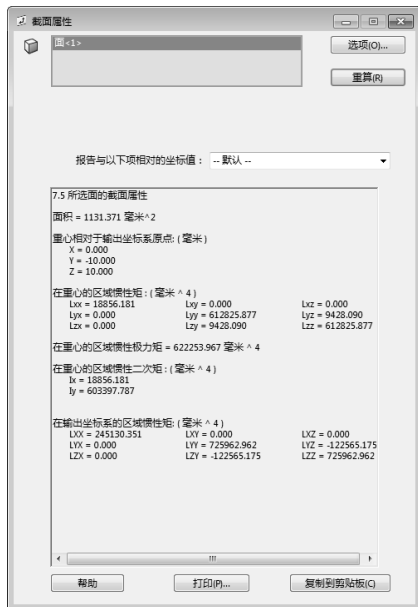 截面属性
面<1>
选项(O)...
重算(R)
报告与以下项相对的坐标值： -- 默认 --
7.5 所选面的截面属性
面积 = 1131.371 毫米^2
重心相对于输出坐标系原点: ( 毫米 )
X = 0.000
Y = -10.000
Z = 10.000
在重心的区域惯性矩 : ( 毫米 ^ 4 )
Lxx = 18856.181 Lxy = 0.000 Lxz = 0.000
Lyx = 0.000 Lyy = 612825.877 Lyz = 9428.090
Lzx = 0.000 Lzy = 9428.090 Lzz = 612825.877
在重心的区域惯性极力矩 = 622253.967 毫米 ^ 4
在重心的区域惯性二次矩 : ( 毫米 ^ 4 )
Ix = 18856.181
Iy = 603397.787
在输出坐标系的区域惯性矩: ( 毫米 ^ 4 )
LXX = 245130.351 LXY = 0.000 LXZ = 0.000
LYX = 0.000 LYY = 725962.962 LYZ = -122565.175
LZX = 0.000 LZY = -122565.175 LZZ = 725962.962
帮助 打印(P)... 复制到剪贴板(C)